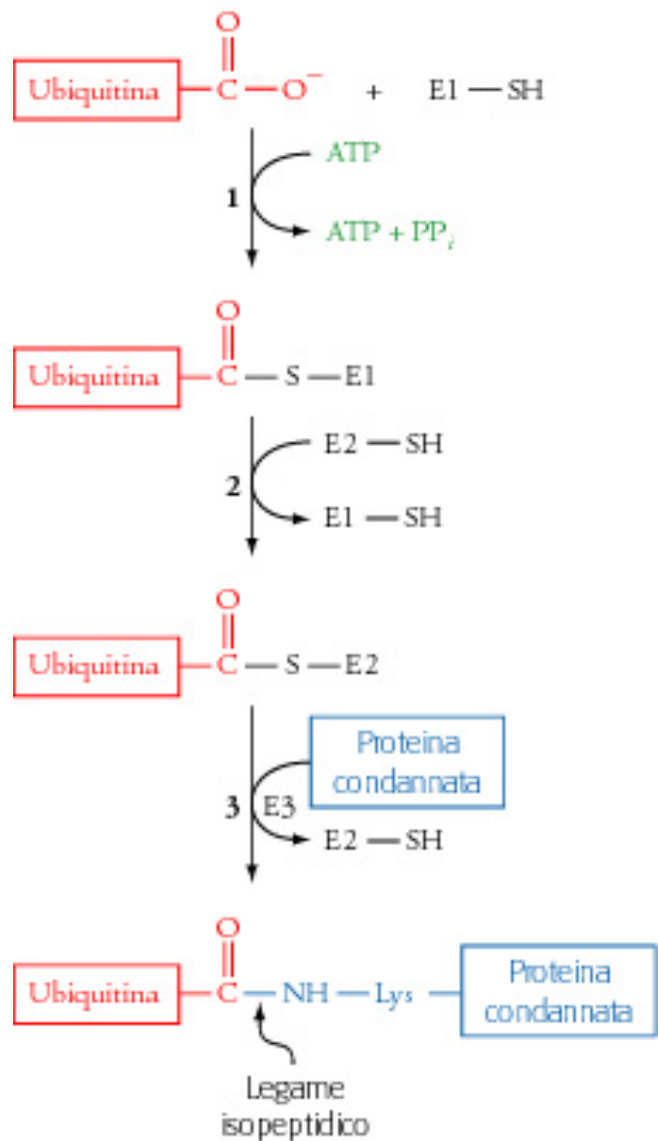 O
Ubiquitina C O⁻ + E1 SH
ATP
1
ATP + PPi
O
Ubiquitina C S E1
E2 SH
2
E1 SH
O
Ubiquitina C S E2
Proteina
condannata
3 E3
E2 SH
O
Ubiquitina C NH Lys Proteina
condannata
Legame
isopeptidico